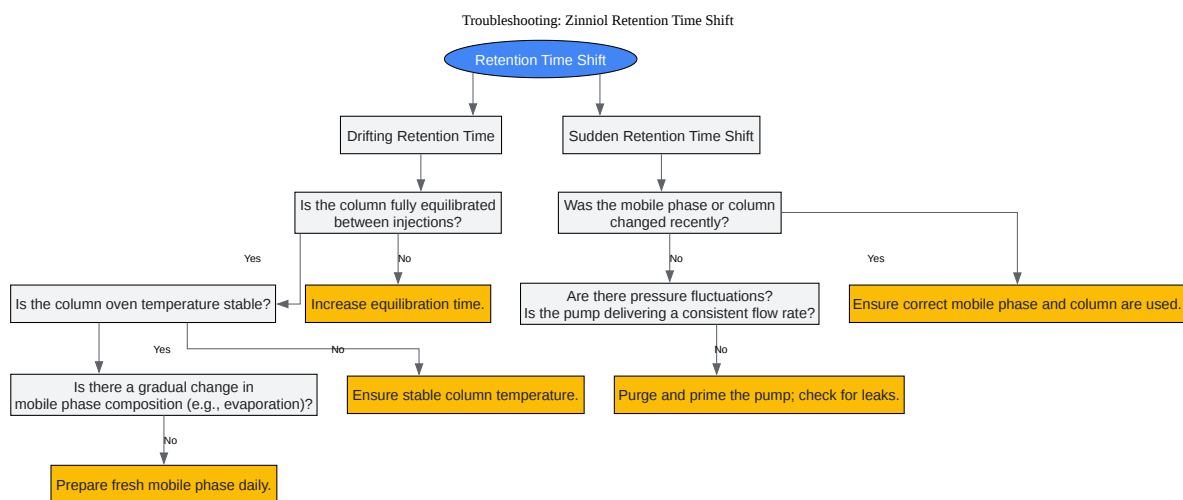 Troubleshooting: Zinniol Retention Time Shift
Retention Time Shift
Drifting Retention Time
Sudden Retention Time Shift
Is the column fully equilibrated
between injections?
Was the mobile phase or column
changed recently?
Yes
No
No
Yes
Is the column oven temperature stable?
Increase equilibration time.
Are there pressure fluctuations?
Is the pump delivering a consistent flow rate?
Ensure correct mobile phase and column are used.
Yes
No
No
Is there a gradual change in
mobile phase composition (e.g., evaporation)?
Ensure stable column temperature.
Purge and prime the pump; check for leaks.
No
Prepare fresh mobile phase daily.